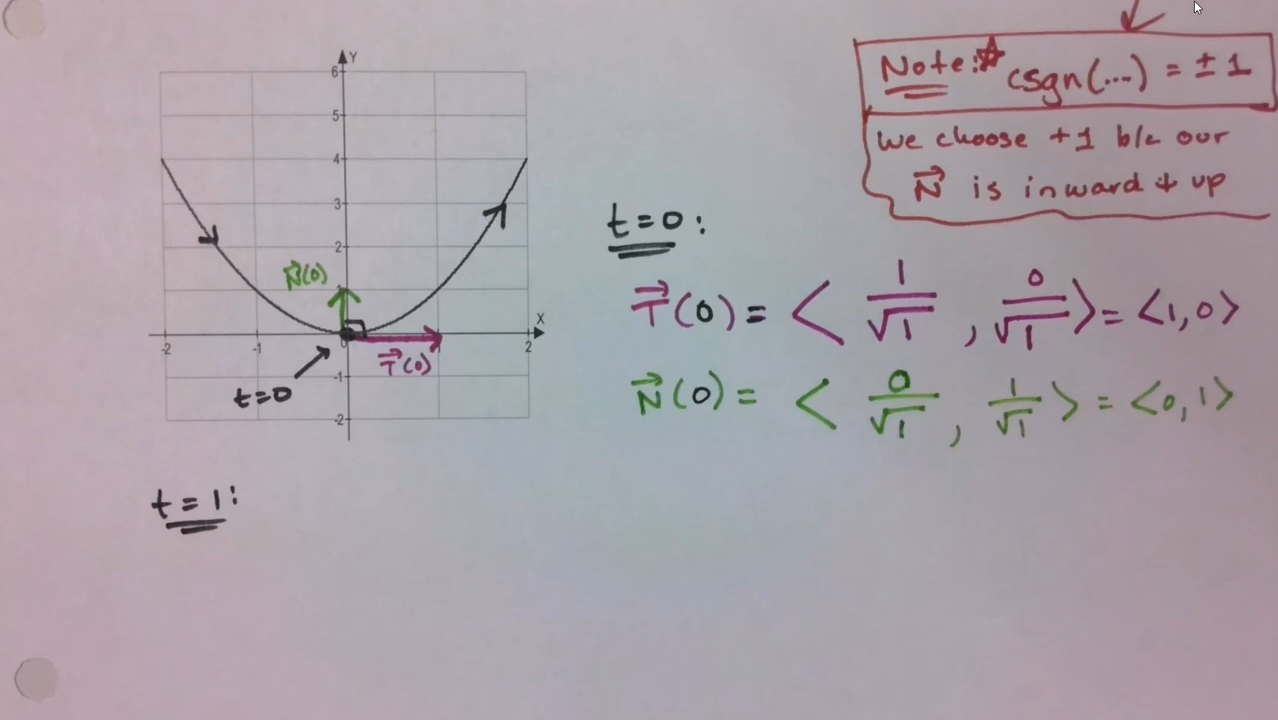 Note:☆ csgn(...) = ± 1
we choose +1 b/c our
N⃗ is inward & up
Y
6
5
4
3
2
1
N⃗(0)
X
-2
-1
0
2
T⃗(0)
t=0
-1
-2
t=0:
T⃗(0) = < 1/√1 , 0/√1 > = <1,0>
N⃗(0) = < 0/√1 , 1/√1 > = <0,1>
t=1: